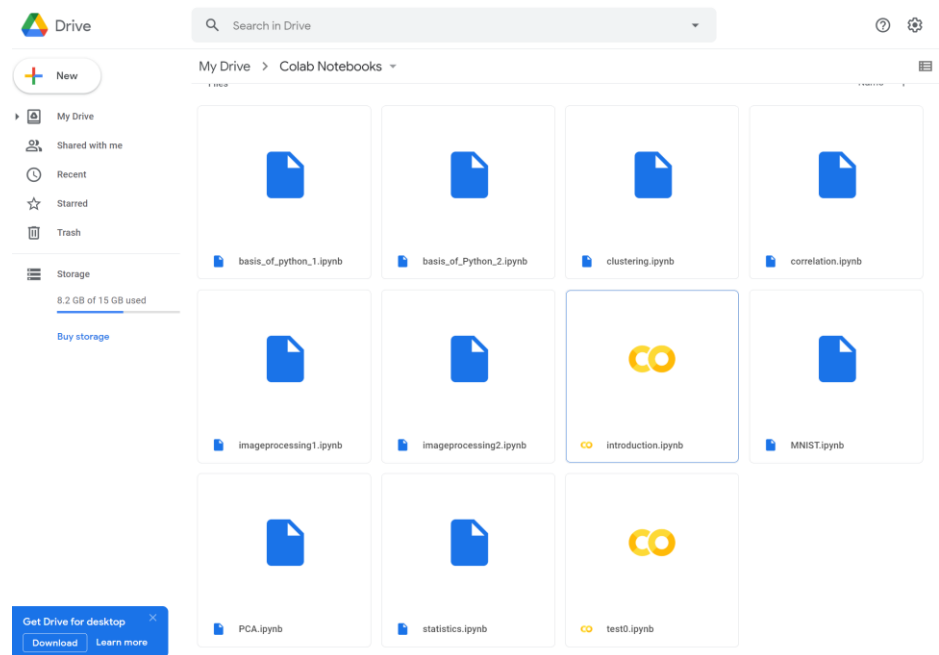 Drive
Search in Drive
New
My Drive > Colab Notebooks
Files
Name
My Drive
Shared with me
Recent
Starred
Trash
Storage
8.2 GB of 15 GB used
Buy storage
basis_of_python_1.ipynb
basis_of_Python_2.ipynb
clustering.ipynb
correlation.ipynb
imageprocessing1.ipynb
imageprocessing2.ipynb
introduction.ipynb
MNIST.ipynb
PCA.ipynb
statistics.ipynb
test0.ipynb
Get Drive for desktop
Download Learn more